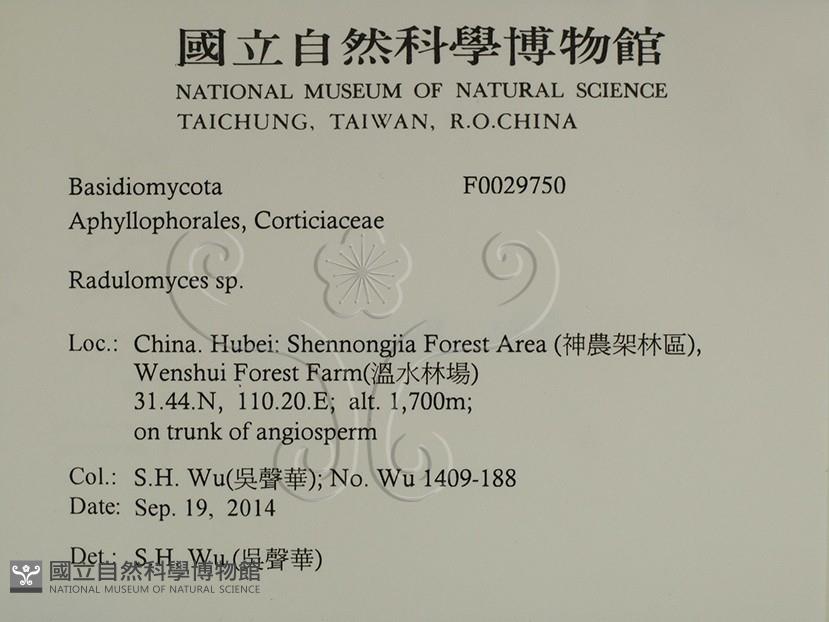 國立自然科學博物館
NATIONAL MUSEUM OF NATURAL SCIENCE
TAICHUNG, TAIWAN, R.O.CHINA
Basidiomycota F0029750
Aphyllophorales, Corticiaceae
Radulomyces sp.
Loc.: China. Hubei: Shennongjia Forest Area (神農架林區),
Wenshui Forest Farm(溫水林場)
31.44.N, 110.20.E; alt. 1,700m;
on trunk of angiosperm
Col.: S.H. Wu(吳聲華); No. Wu 1409-188
Date: Sep. 19, 2014
Det.: S.H. Wu (吳聲華)
國立自然科學博物館
NATIONAL MUSEUM OF NATURAL SCIENCE